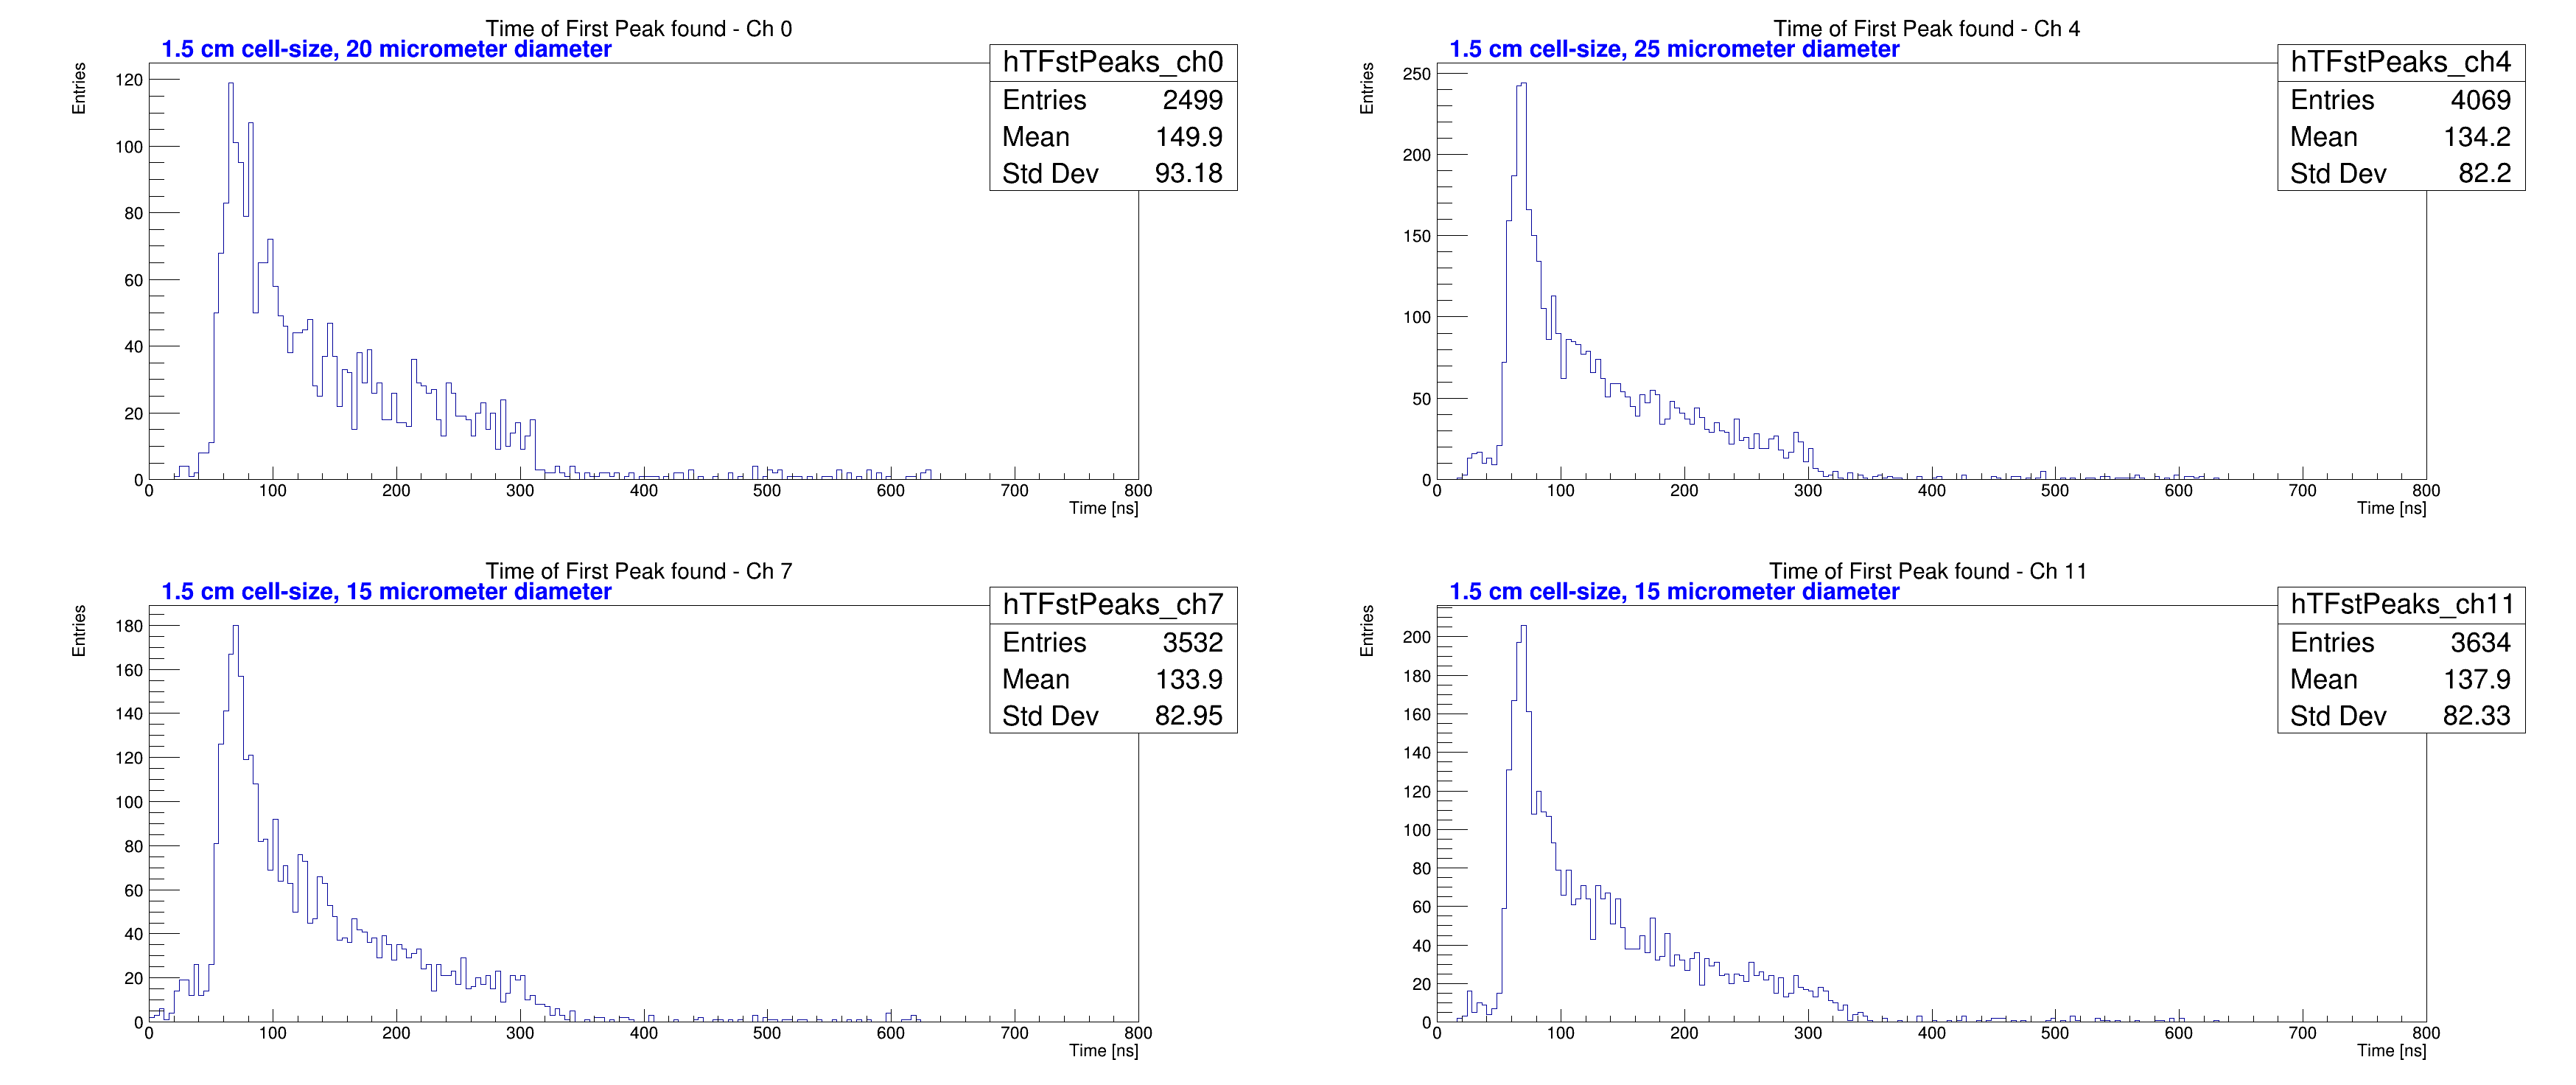 Time of First Peak found - Ch 0
1.5 cm cell-size, 20 micrometer diameter
hTFstPeaks_ch0
Entries 2499
Mean 149.9
Std Dev 93.18
Entries
120
100
80
60
40
20
0
0 100 200 300 400 500 600 700 800
Time [ns]
Time of First Peak found - Ch 4
1.5 cm cell-size, 25 micrometer diameter
hTFstPeaks_ch4
Entries 4069
Mean 134.2
Std Dev 82.2
Entries
250
200
150
100
50
0
0 100 200 300 400 500 600 700 800
Time [ns]
Time of First Peak found - Ch 7
1.5 cm cell-size, 15 micrometer diameter
hTFstPeaks_ch7
Entries 3532
Mean 133.9
Std Dev 82.95
Entries
180
160
140
120
100
80
60
40
20
0
0 100 200 300 400 500 600 700 800
Time [ns]
Time of First Peak found - Ch 11
1.5 cm cell-size, 15 micrometer diameter
hTFstPeaks_ch11
Entries 3634
Mean 137.9
Std Dev 82.33
Entries
200
180
160
140
120
100
80
60
40
20
0
0 100 200 300 400 500 600 700 800
Time [ns]